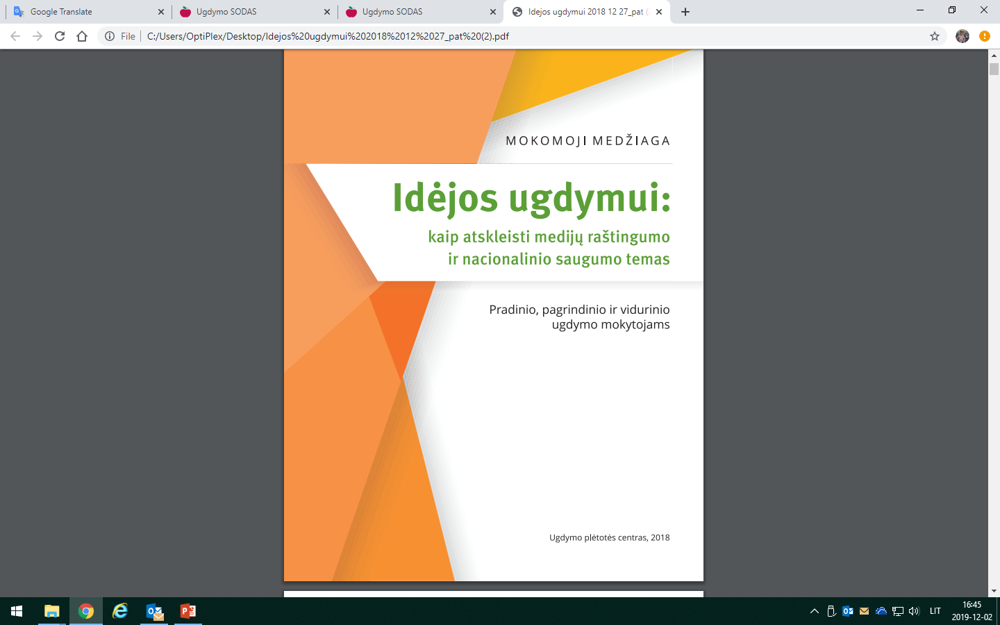 Google Translate
Ugdymo SODAS
Ugdymo SODAS
Idejos ugdymui 2018 12 27_pat (
File
C:/Users/OptiPlex/Desktop/Idejos%20ugdymui%202018%2012%2027_pat%20(2).pdf
MOKOMOJI MEDŽIAGA
Idėjos ugdymui:
kaip atskleisti medijų raštingumo
ir nacionalinio saugumo temas
Pradinio, pagrindinio ir vidurinio
ugdymo mokytojams
Ugdymo plėtotės centras, 2018
LIT
16:45
2019-12-02